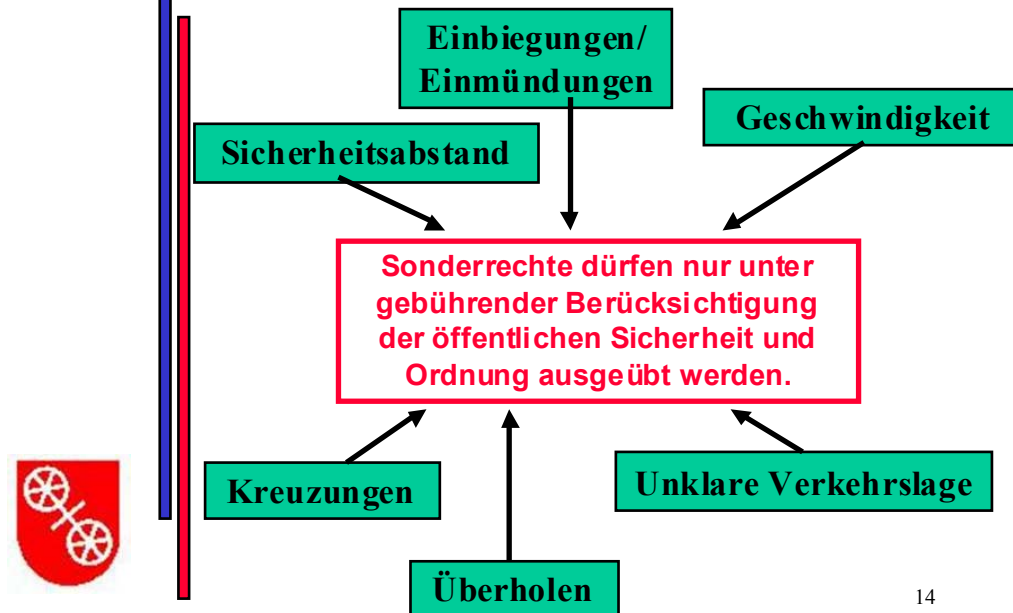 Einbiegungen/
Einmündungen
Geschwindigkeit
Sicherheitsabstand
Sonderrechte dürfen nur unter
gebührender Berücksichtigung
der öffentlichen Sicherheit und
Ordnung ausgeübt werden.
Kreuzungen
Unklare Verkehrslage
Überholen
14